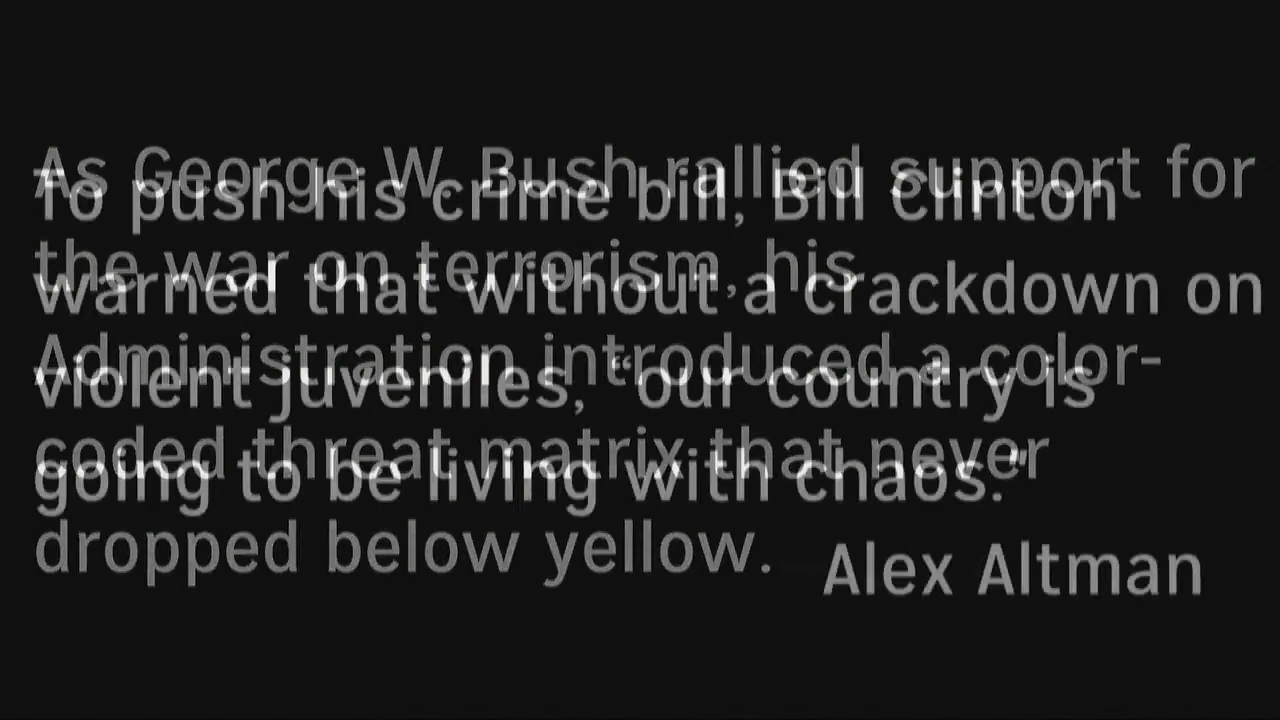 As George W. Bush rallied support for
the war on terrorism, his
Administration introduced a color-
coded threat matrix that never
dropped below yellow.
To push his crime bill, Bill Clinton
warned that without a crackdown on
violent juveniles, “our country is
going to be living with chaos.”
Alex Altman